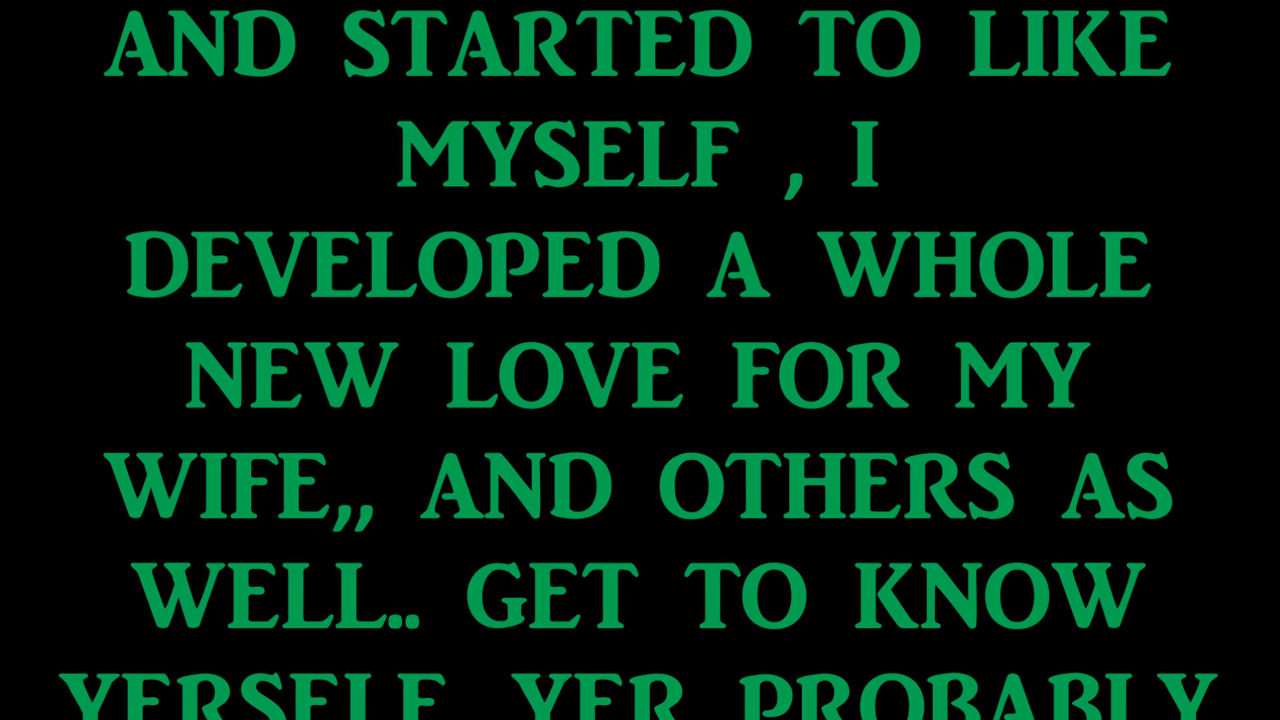 AND STARTED TO LIKE
MYSELF , I
DEVELOPED A WHOLE
NEW LOVE FOR MY
WIFE,, AND OTHERS AS
WELL.. GET TO KNOW
YERSELF YER PROBABLY